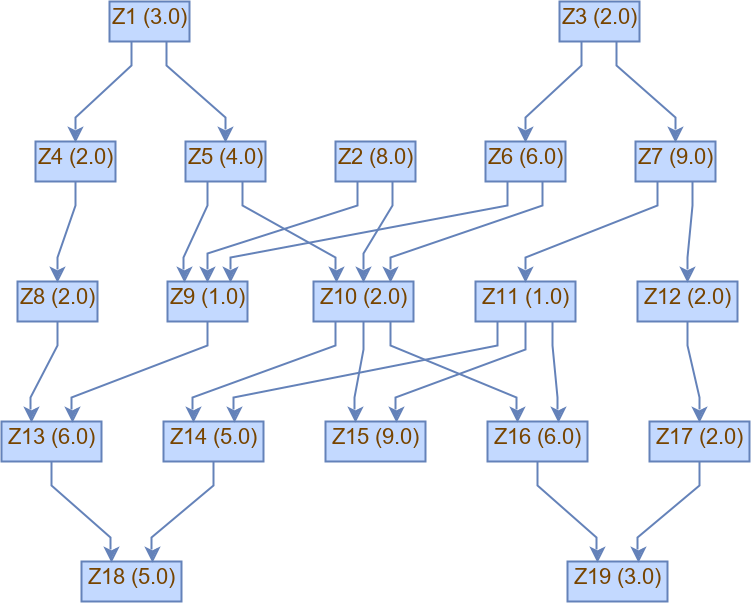 Z1 (3.0)
Z3 (2.0)
Z4 (2.0)
Z5 (4.0)
Z2 (8.0)
Z6 (6.0)
Z7 (9.0)
Z8 (2.0)
Z9 (1.0)
Z10 (2.0)
Z11 (1.0)
Z12 (2.0)
Z13 (6.0)
Z14 (5.0)
Z15 (9.0)
Z16 (6.0)
Z17 (2.0)
Z18 (5.0)
Z19 (3.0)